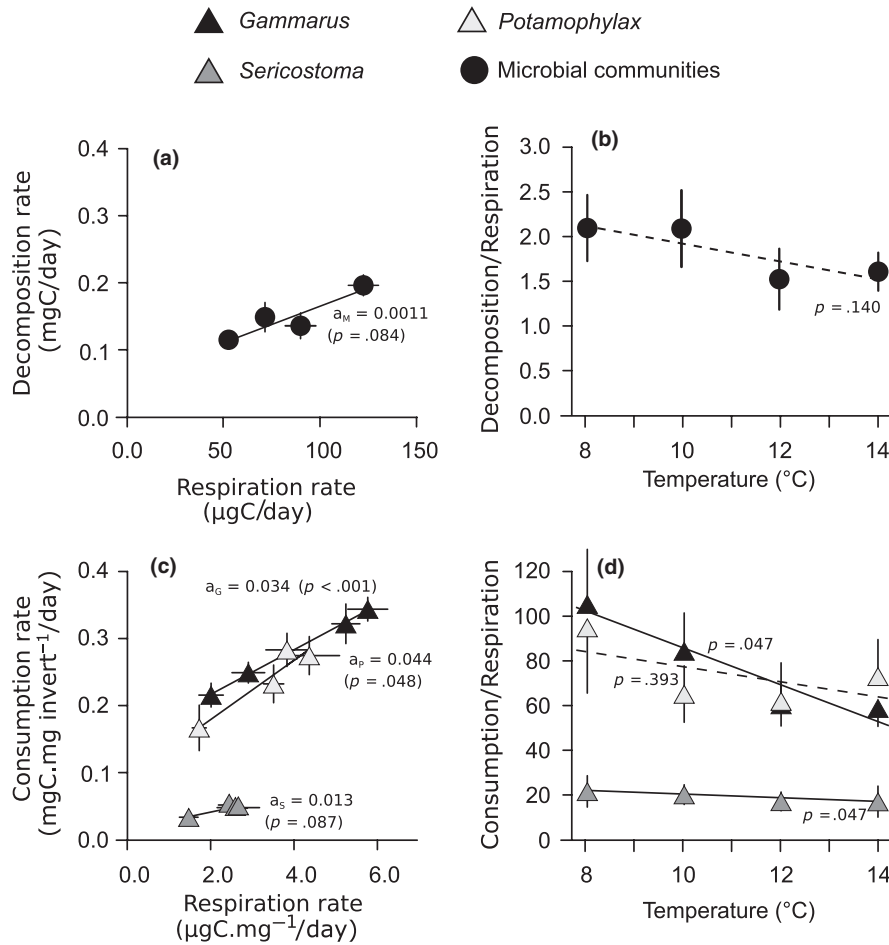 Gammarus
Potamophylax
Sericostoma
Microbial communities
(a)
Decomposition rate
(mgC/day)
0.4
0.3
0.2
0.1
0.0
a_M = 0.0011
(p = .084)
0.0 50 100 150
Respiration rate
(µgC/day)
(b)
Decomposition/Respiration
3.0
2.5
2.0
1.5
1.0
0.5
0.0
p = .140
8 10 12 14
Temperature (°C)
(c)
Consumption rate
(mgC.mg invert⁻¹/day)
0.4
0.3
0.2
0.1
0.0
a_G = 0.034 (p < .001)
a_P = 0.044
(p = .048)
a_S = 0.013
(p = .087)
0.0 2.0 4.0 6.0
Respiration rate
(µgC.mg⁻¹/day)
(d)
Consumption/Respiration
120
100
80
60
40
20
0
p = .047
p = .393
p = .047
8 10 12 14
Temperature (°C)